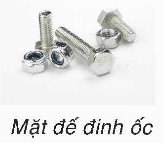 Mặt đế đinh ốc